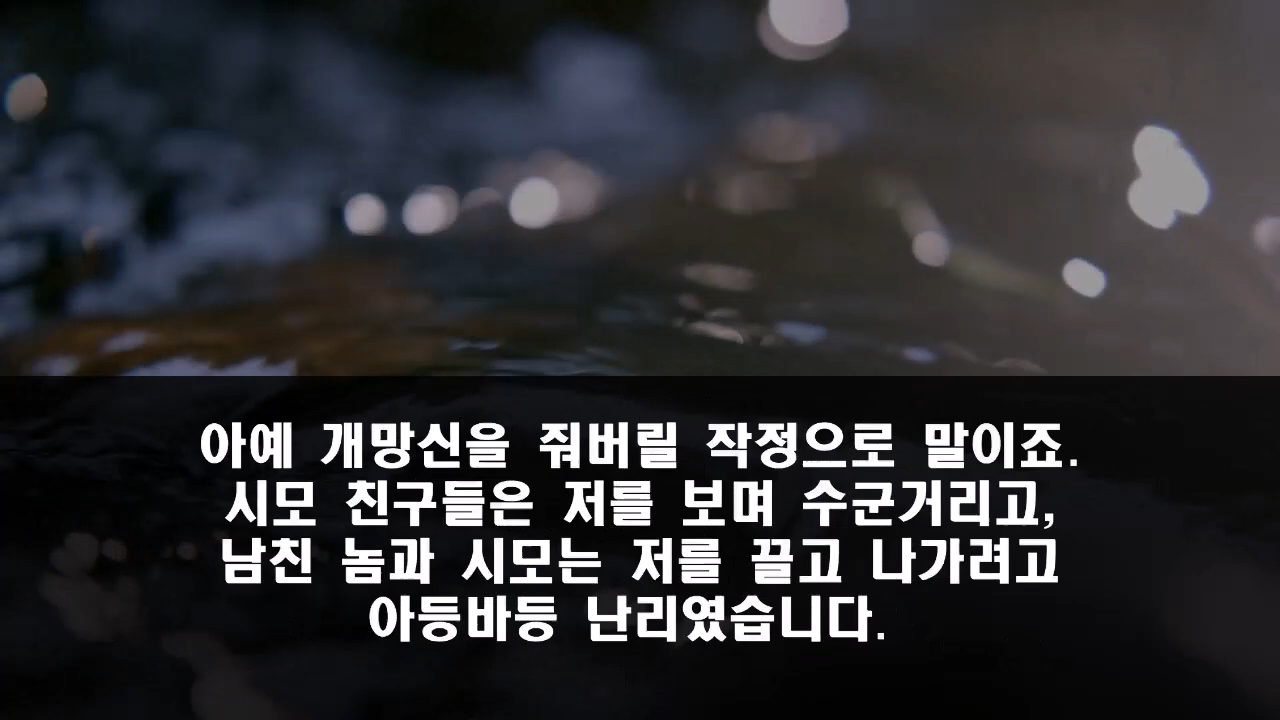 아예 개망신을 줘버릴 작정으로 말이죠.
시모 친구들은 저를 보며 수군거리고,
남친 놈과 시모는 저를 끌고 나가려고
아등바등 난리였습니다.